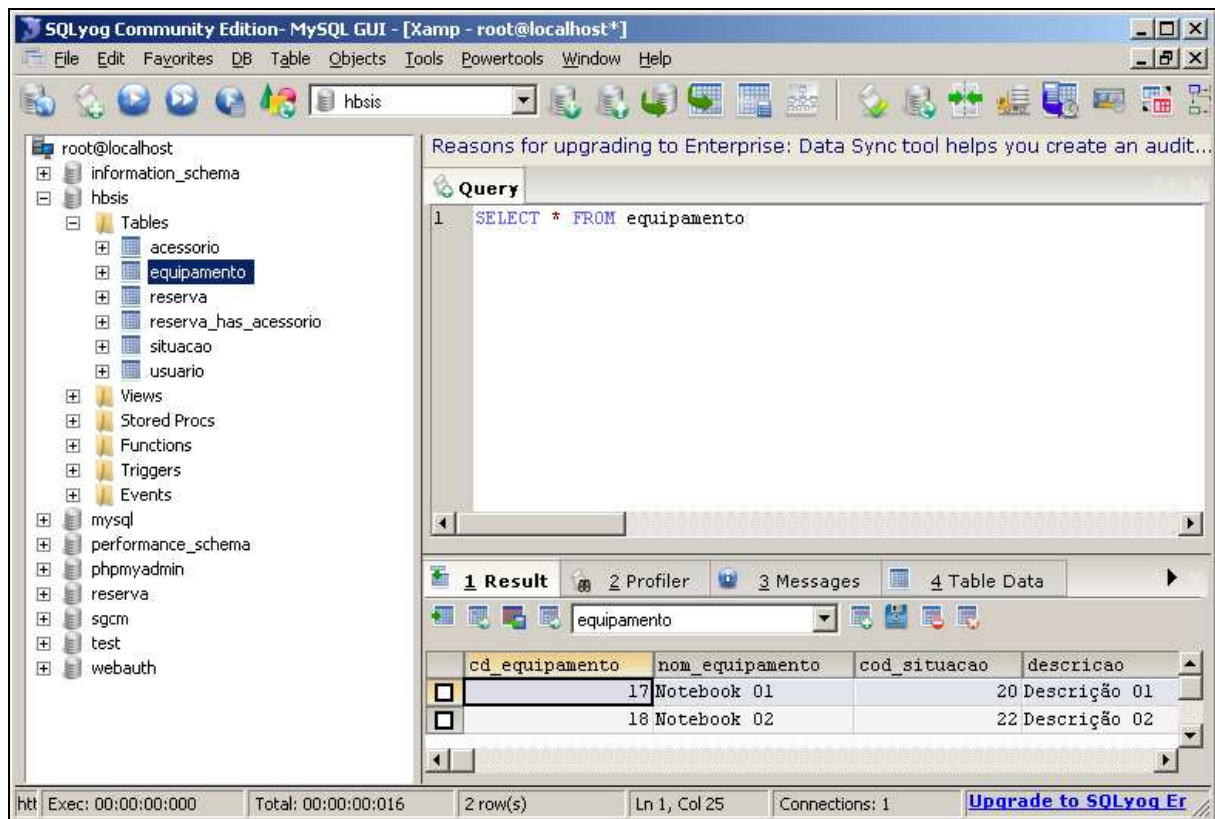 SQLyog Community Edition- MySQL GUI - [Xamp - root@localhost*]
File Edit Favorites DB Table Objects Tools Powertools Window Help
hbsis
root@localhost
information_schema
hbsis
Tables
acessorio
equipamento
reserva
reserva_has_acessorio
situacao
usuario
Views
Stored Procs
Functions
Triggers
Events
mysql
performance_schema
phpmyadmin
reserva
sgcm
test
webauth
Reasons for upgrading to Enterprise: Data Sync tool helps you create an audit...
Query
1 SELECT * FROM equipamento
1 Result 2 Profiler 3 Messages 4 Table Data
equipamento
cd_equipamento nom_equipamento cod_situacao descricao
17 Notebook 01 20 Descrição 01
18 Notebook 02 22 Descrição 02
htt Exec: 00:00:00:000 Total: 00:00:00:016 2 row(s) Ln 1, Col 25 Connections: 1 Upgrade to SQLyog Er